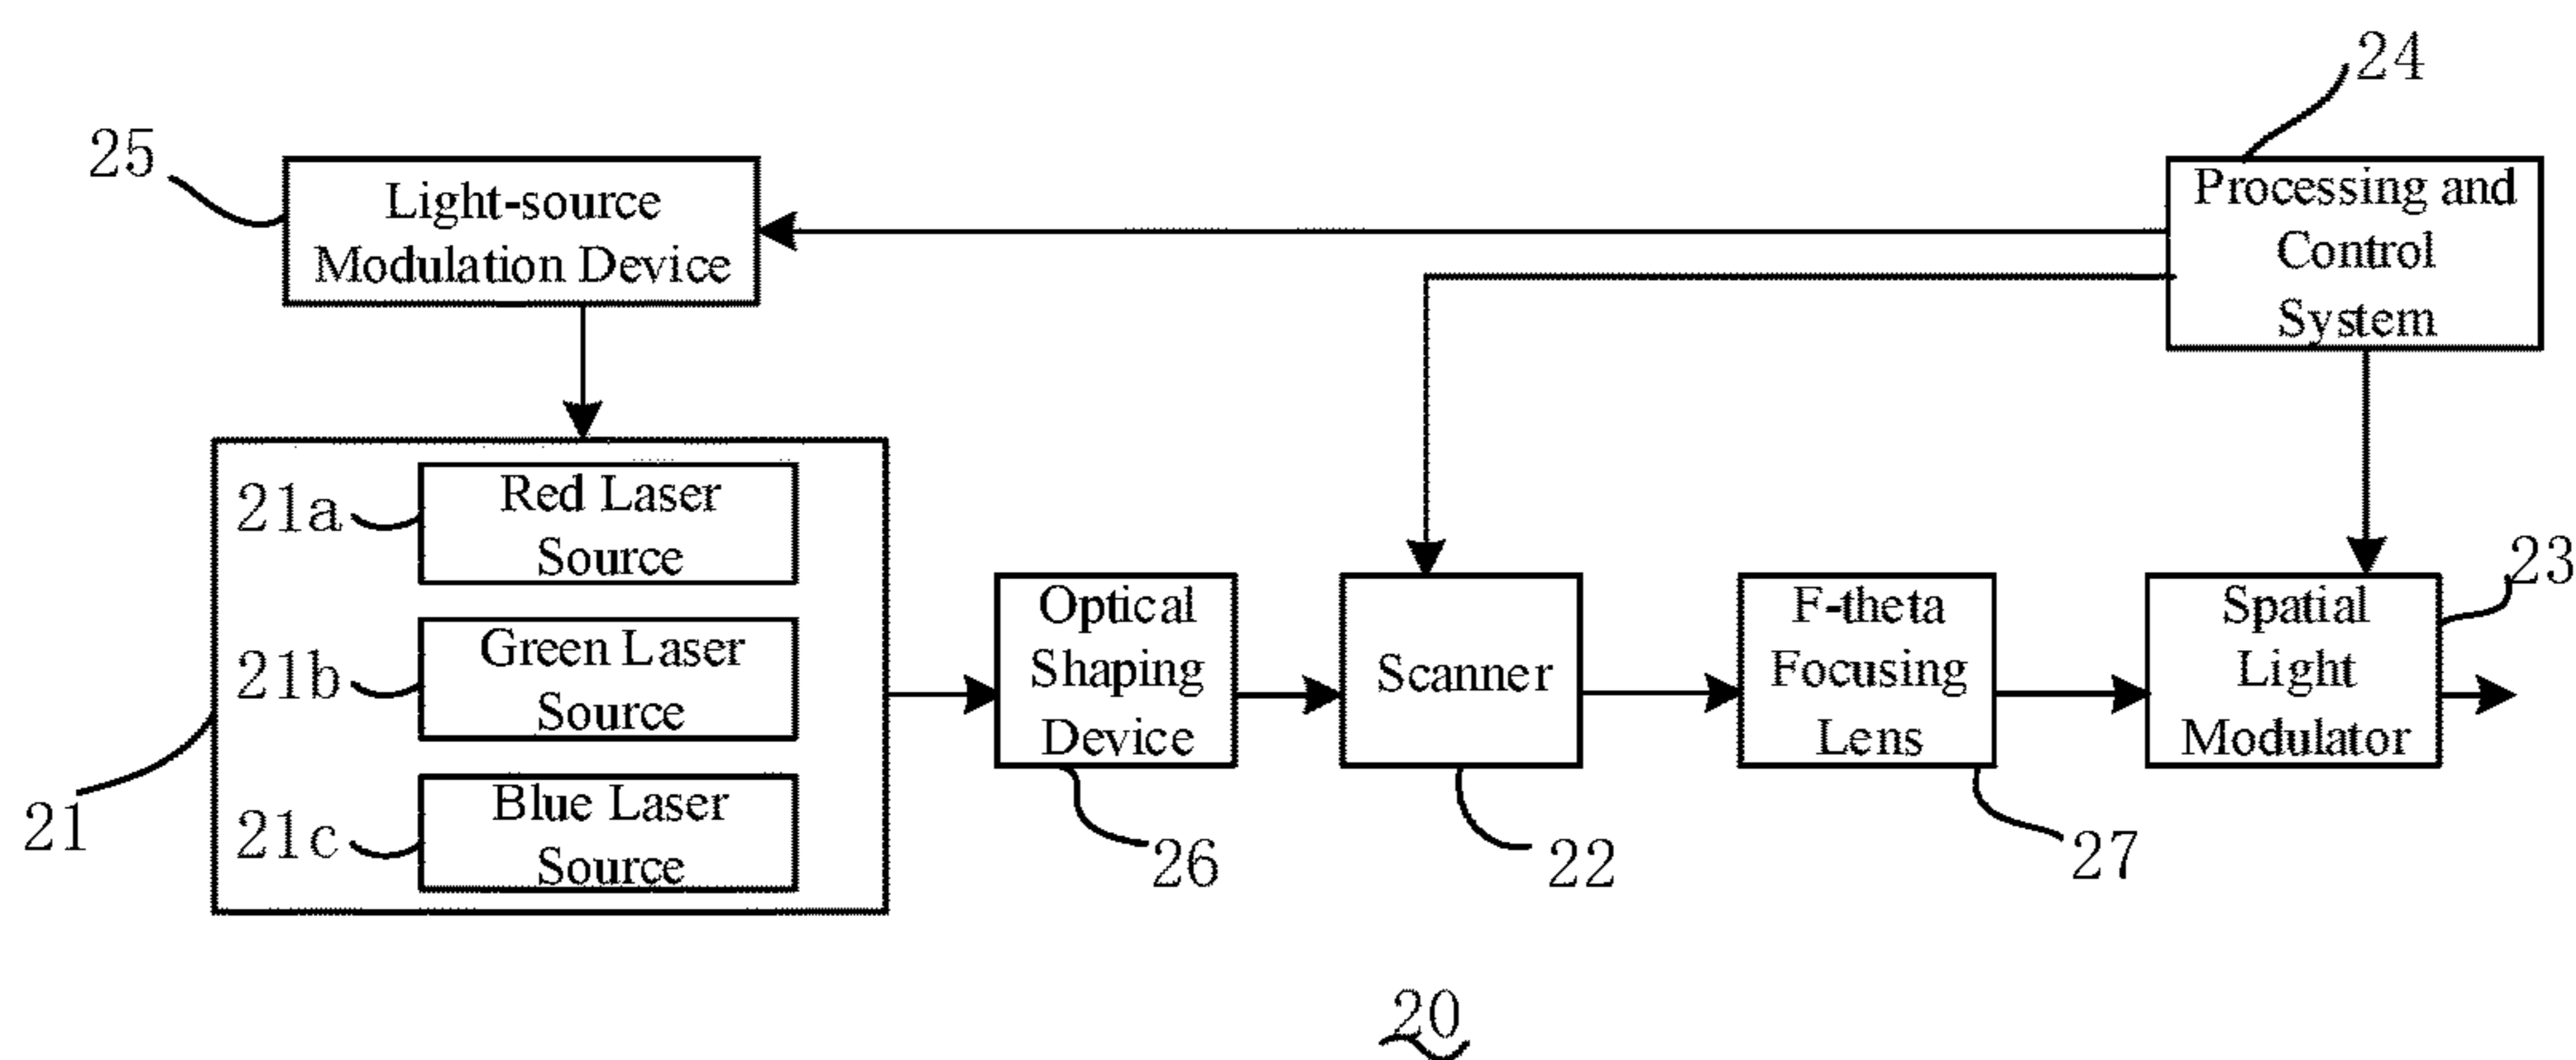 24
25
Light-source
Modulation Device
Processing and
Control
System
21a
Red Laser
Source
21b
Green Laser
Source
21c
Blue Laser
Source
21
Optical
Shaping
Device
26
Scanner
22
F-theta
Focusing
Lens
27
Spatial
Light
Modulator
23
20